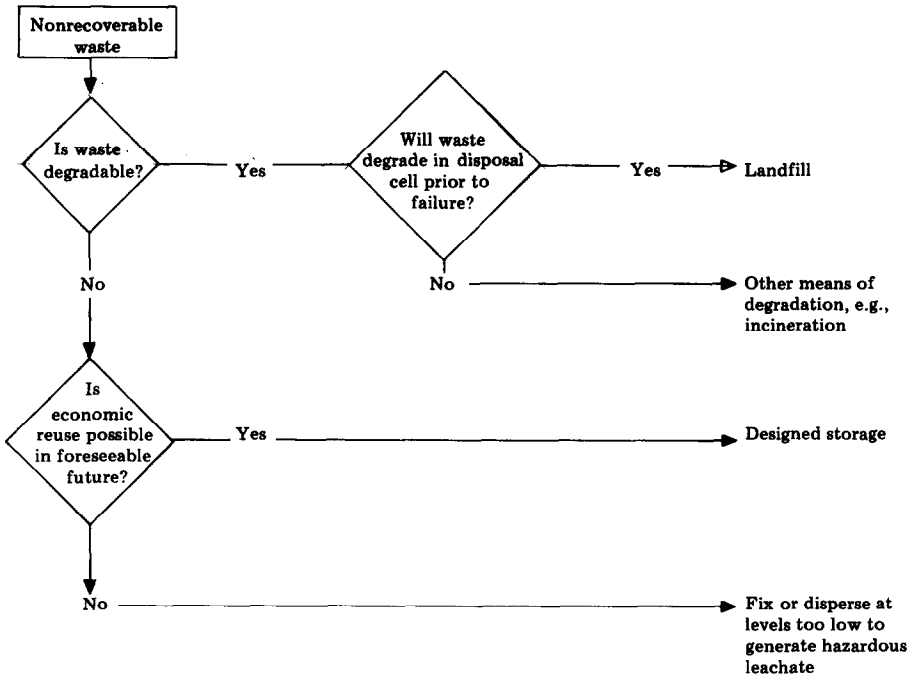 Nonrecoverable
waste
Is waste
degradable?
Yes
Will waste
degrade in disposal
cell prior to
failure?
Yes
Landfill
No
No
Other means of
degradation, e.g.,
incineration
Is
economic
reuse possible
in foreseeable
future?
Yes
Designed storage
No
Fix or disperse at
levels too low to
generate hazardous
leachate